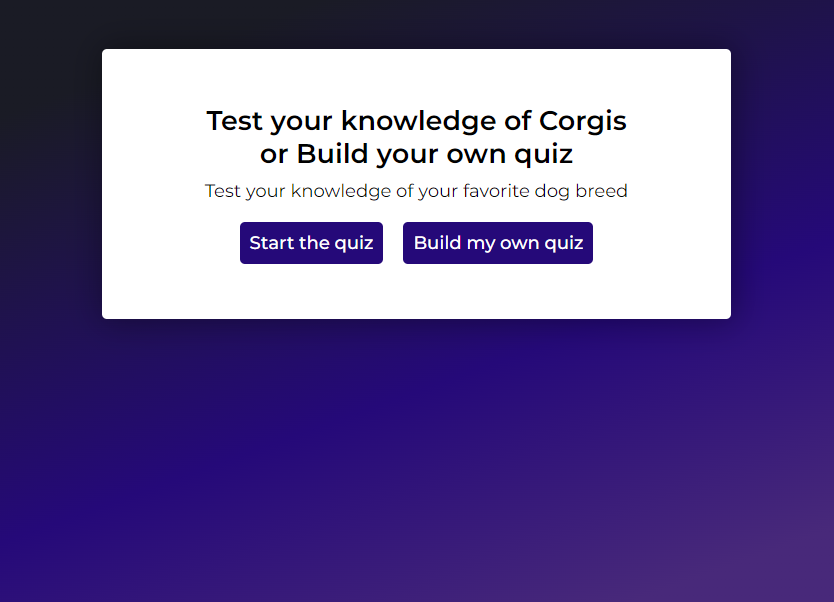 Test your knowledge of Corgis
or Build your own quiz
Test your knowledge of your favorite dog breed
Start the quiz
Build my own quiz